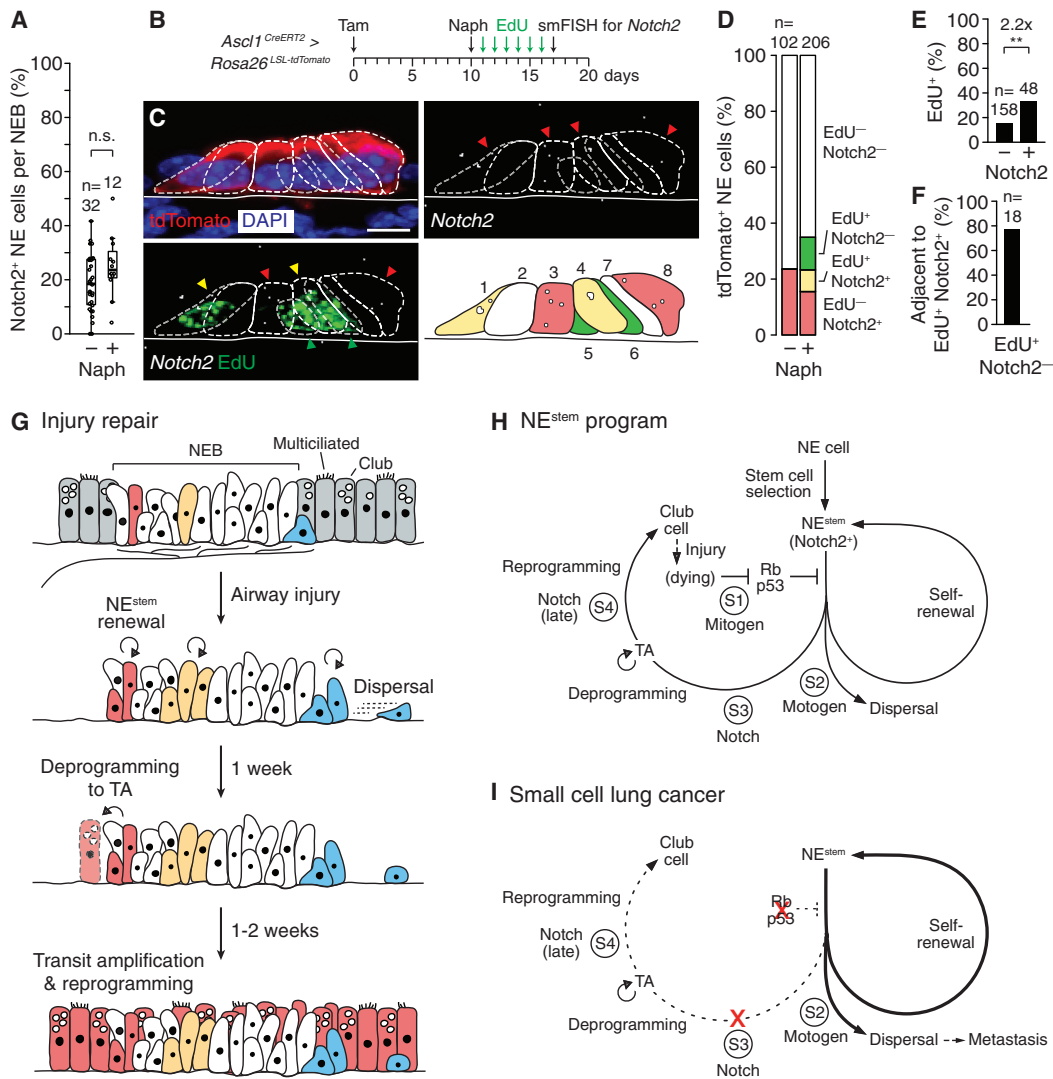 A
Notch2+ NE cells per NEB (%)
100
80
60
40
20
0
n.s.
n=
32
12
−
+
Naph
B
Ascl1CreERT2 >
Rosa26LSL-tdTomato
Tam
Naph
EdU
smFISH for Notch2
0
5
10
15
20
days
C
tdTomato
DAPI
Notch2
Notch2 EdU
1
2
3
4
7
8
5
6
D
n=
102
206
tdTomato+ NE cells (%)
100
80
60
40
20
0
EdU−
Notch2−
EdU+
Notch2−
EdU+
Notch2+
EdU−
Notch2+
−
+
Naph
E
2.2x
**
EdU+ (%)
100
80
60
40
20
0
n=
158
48
−
+
Notch2
F
n=
18
Adjacent to
EdU+ Notch2+ (%)
100
80
60
40
20
0
EdU+
Notch2−
G Injury repair
NEB
Multiciliated
Club
Airway injury
NEstem
renewal
Dispersal
1 week
Deprogramming
to TA
1-2 weeks
Transit amplification
& reprogramming
H NEstem program
NE cell
Stem cell
selection
NEstem
(Notch2+)
Club
cell
Injury
(dying)
Rb
p53
S1
Mitogen
Reprogramming
Notch
(late)
S4
TA
Deprogramming
S3
Notch
S2
Motogen
Dispersal
Self-
renewal
I Small cell lung cancer
Club
cell
NEstem
Rb
p53
X
Reprogramming
Notch
(late)
S4
TA
Deprogramming
X
S3
Notch
S2
Motogen
Dispersal
Metastasis
Self-
renewal